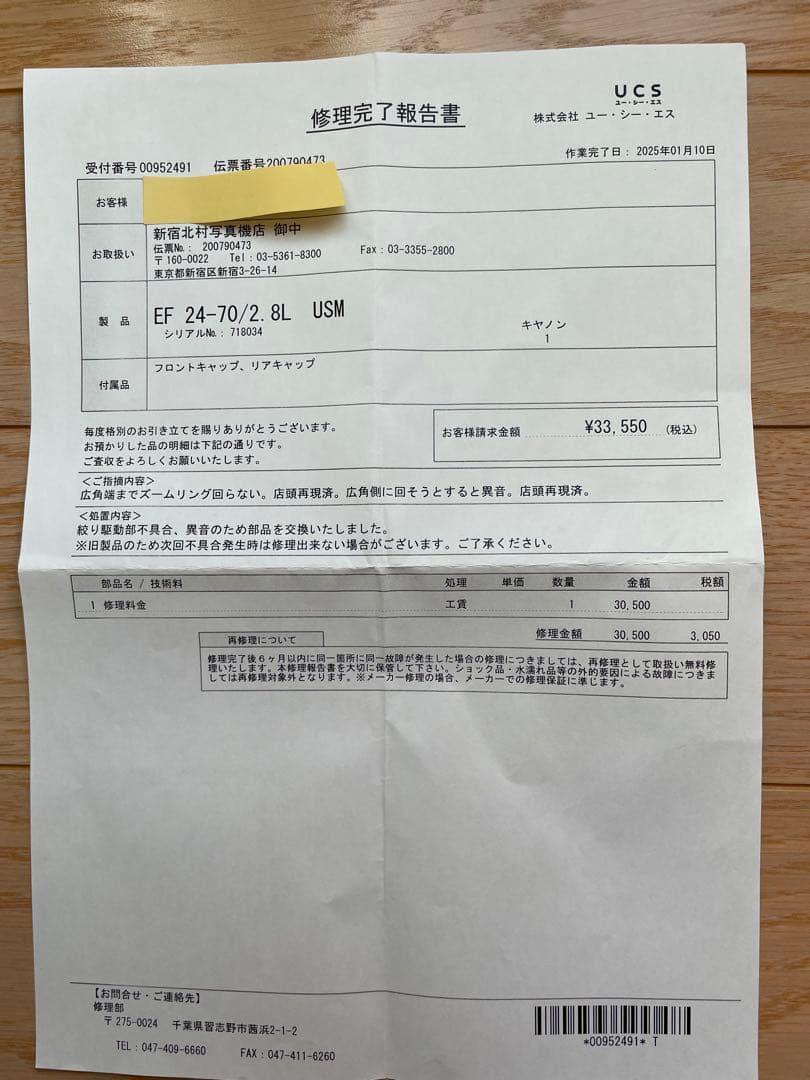 UCS
ユー・シー・エス
修理完了報告書
株式会社 ユー・シー・エス
作業完了日： 2025年01月10日
受付番号 00952491 伝票番号 200790473
お客様
お取扱い
新宿北村写真機店 御中
伝票No.： 200790473
〒160-0022 Tel：03-5361-8300 Fax：03-3355-2800
東京都新宿区新宿3-26-14
製 品
EF 24-70/2.8L USM
シリアルNo.： 718034
キヤノン
1
付属品
フロントキャップ、リアキャップ
毎度格別のお引き立てを賜りありがとうございます。
お預かりした品の明細は下記の通りです。
ご査収をよろしくお願いいたします。
お客様請求金額 ¥33,550 (税込)
＜ご指摘内容＞
広角端までズームリング回らない。店頭再現済。広角側に回そうとすると異音。店頭再現済。
＜処置内容＞
絞り駆動部不具合、異音のため部品を交換いたしました。
※旧製品のため次回不具合発生時は修理出来ない場合がございます。ご了承ください。
部品名 / 技術料 処理 単価 数量 金額 税額
1 修理料金 工賃 1 30,500
修理金額 30,500 3,050
再修理について
修理完了後６ヶ月以内に同一箇所に同一故障が発生した場合の修理につきましては、再修理として取扱い無料修
理いたします。本修理報告書を大切に保管して下さい。ショック品・水濡れ品等の外的要因による故障につきま
しては再修理対象外となります。※メーカー修理の場合、メーカーでの修理保証に準じます。
【お問合せ・ご連絡先】
修理部
〒275-0024 千葉県習志野市茜浜2-1-2
TEL：047-409-6660 FAX：047-411-6260
*00952491* T